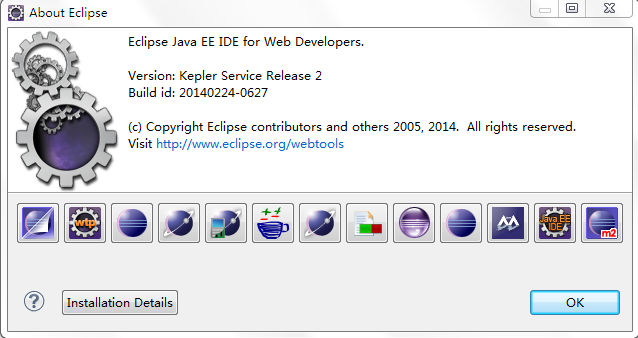 About Eclipse
Eclipse Java EE IDE for Web Developers.
Version: Kepler Service Release 2
Build id: 20140224-0627
(c) Copyright Eclipse contributors and others 2005, 2014.  All rights reserved.
Visit http://www.eclipse.org/webtools
wtp
Java EE
IDE
m2
?
Installation Details
OK